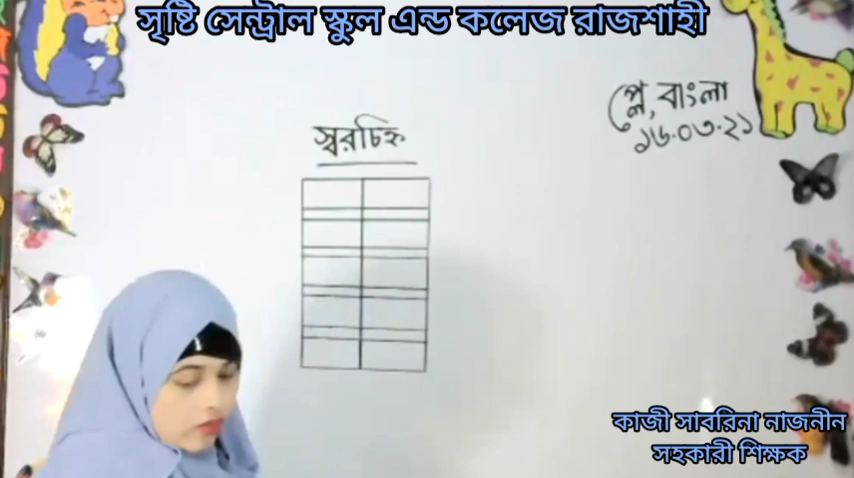 সৃষ্টি সেন্ট্রাল স্কুল এন্ড কলেজ রাজশাহী
প্লে, বাংলা
১৬.০৩.২১
স্বরচিহ্ন
কাজী সাবরিনা নাজনীন
সহকারী শিক্ষক